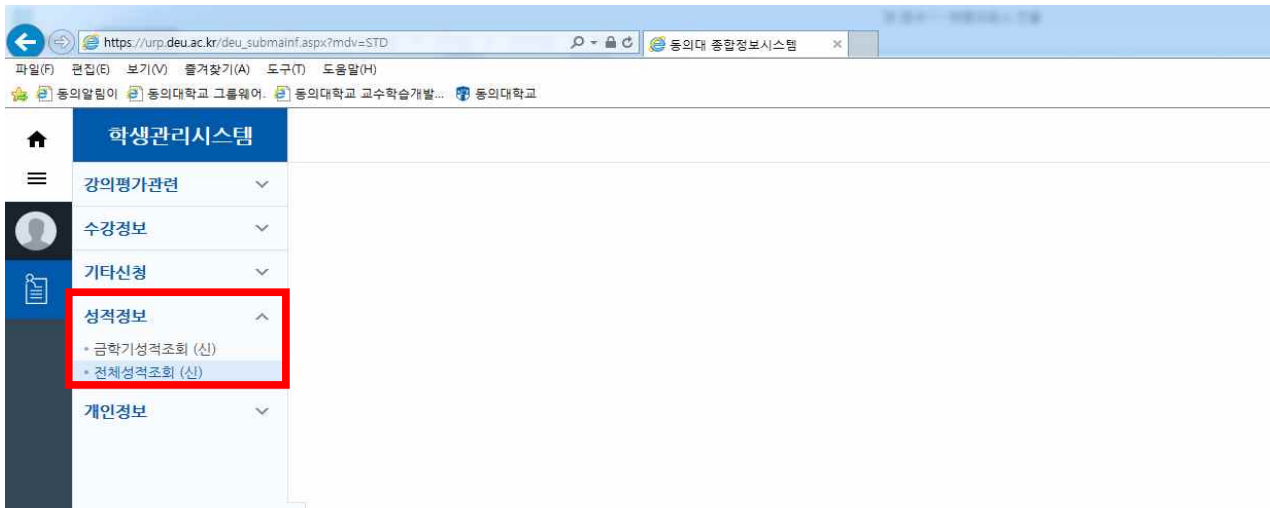 https://urp.deu.ac.kr/deu_submainf.aspx?mdv=STD 동의대 종합정보시스템
파일(F) 편집(E) 보기(V) 즐겨찾기(A) 도구(T) 도움말(H)
동의알림이 동의대학교 그룹웨어. 동의대학교 교수학습개발... 동의대학교
학생관리시스템
강의평가관련
수강정보
기타신청
성적정보
• 금학기성적조회 (신)
• 전체성적조회 (신)
개인정보